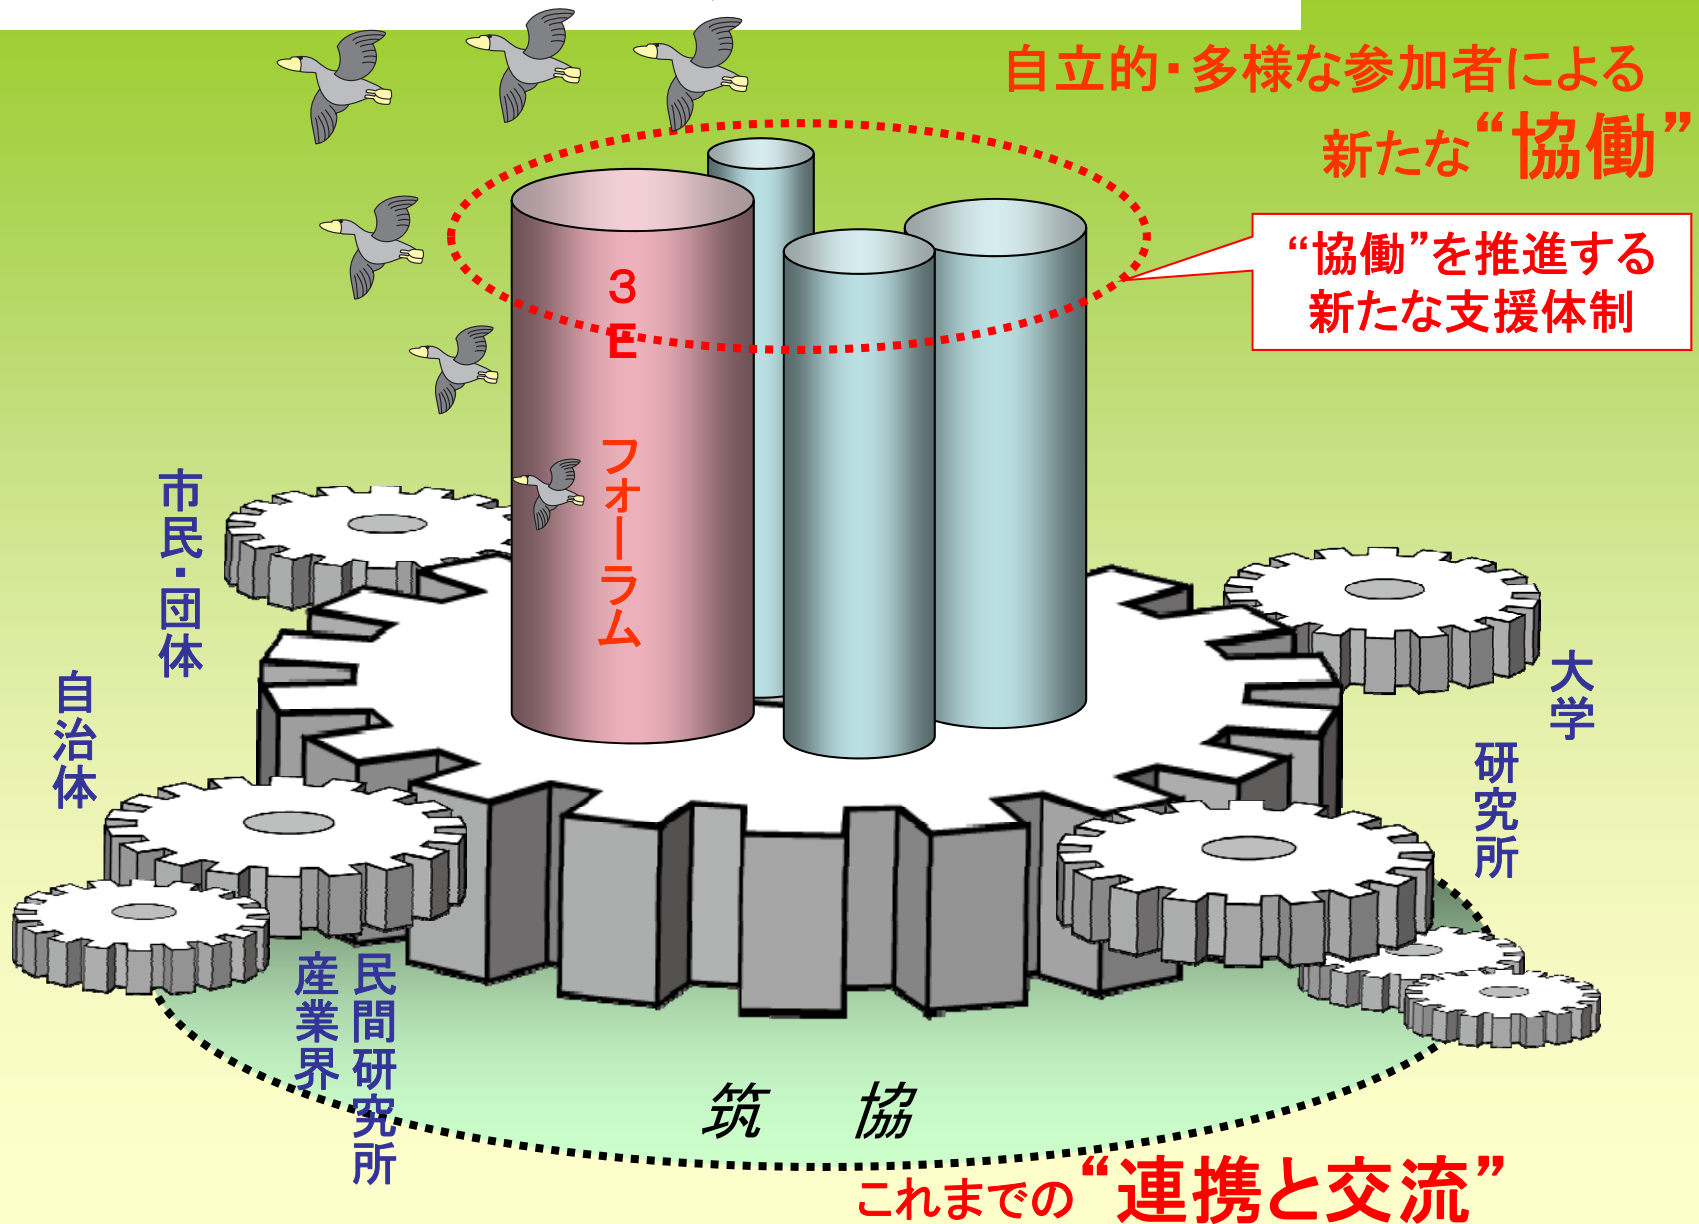 自立的・多様な参加者による
新たな“協働”
“協働”を推進する
新たな支援体制
３Ｅ フォーラム
市民・団体
自治体
大学
研究所
民間研究所
産業界
筑 協
これまでの“連携と交流”